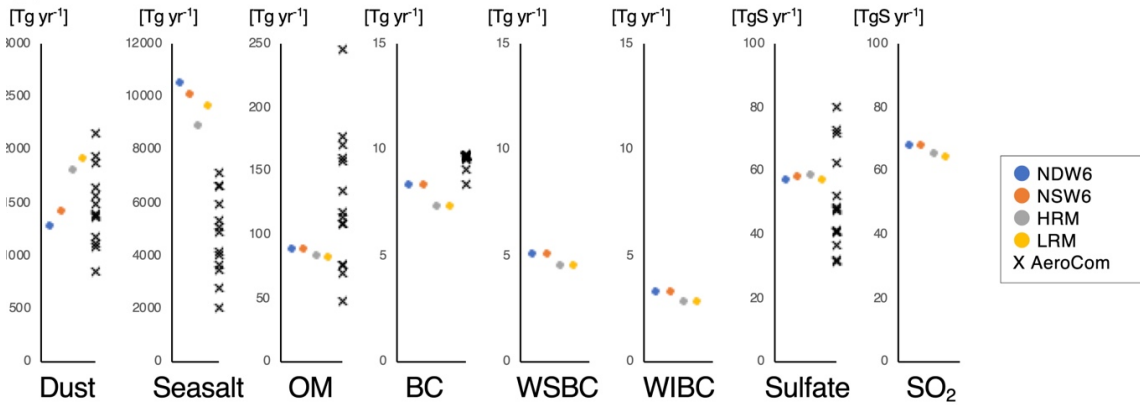 [Tg yr-1] [Tg yr-1] [Tg yr-1] [Tg yr-1] [Tg yr-1] [Tg yr-1] [TgS yr-1] [TgS yr-1]
3000 12000 250 15 15 15 100 100
2500 10000 200 80 80
2000 8000 150 10 10 10 60 60
1500 6000
1000 4000 100 5 5 5 40 40
500 2000 50 20 20
0 0 0 0 0 0 0 0
Dust Seasalt OM BC WSBC WIBC Sulfate SO2
NDW6
NSW6
HRM
LRM
X AeroCom